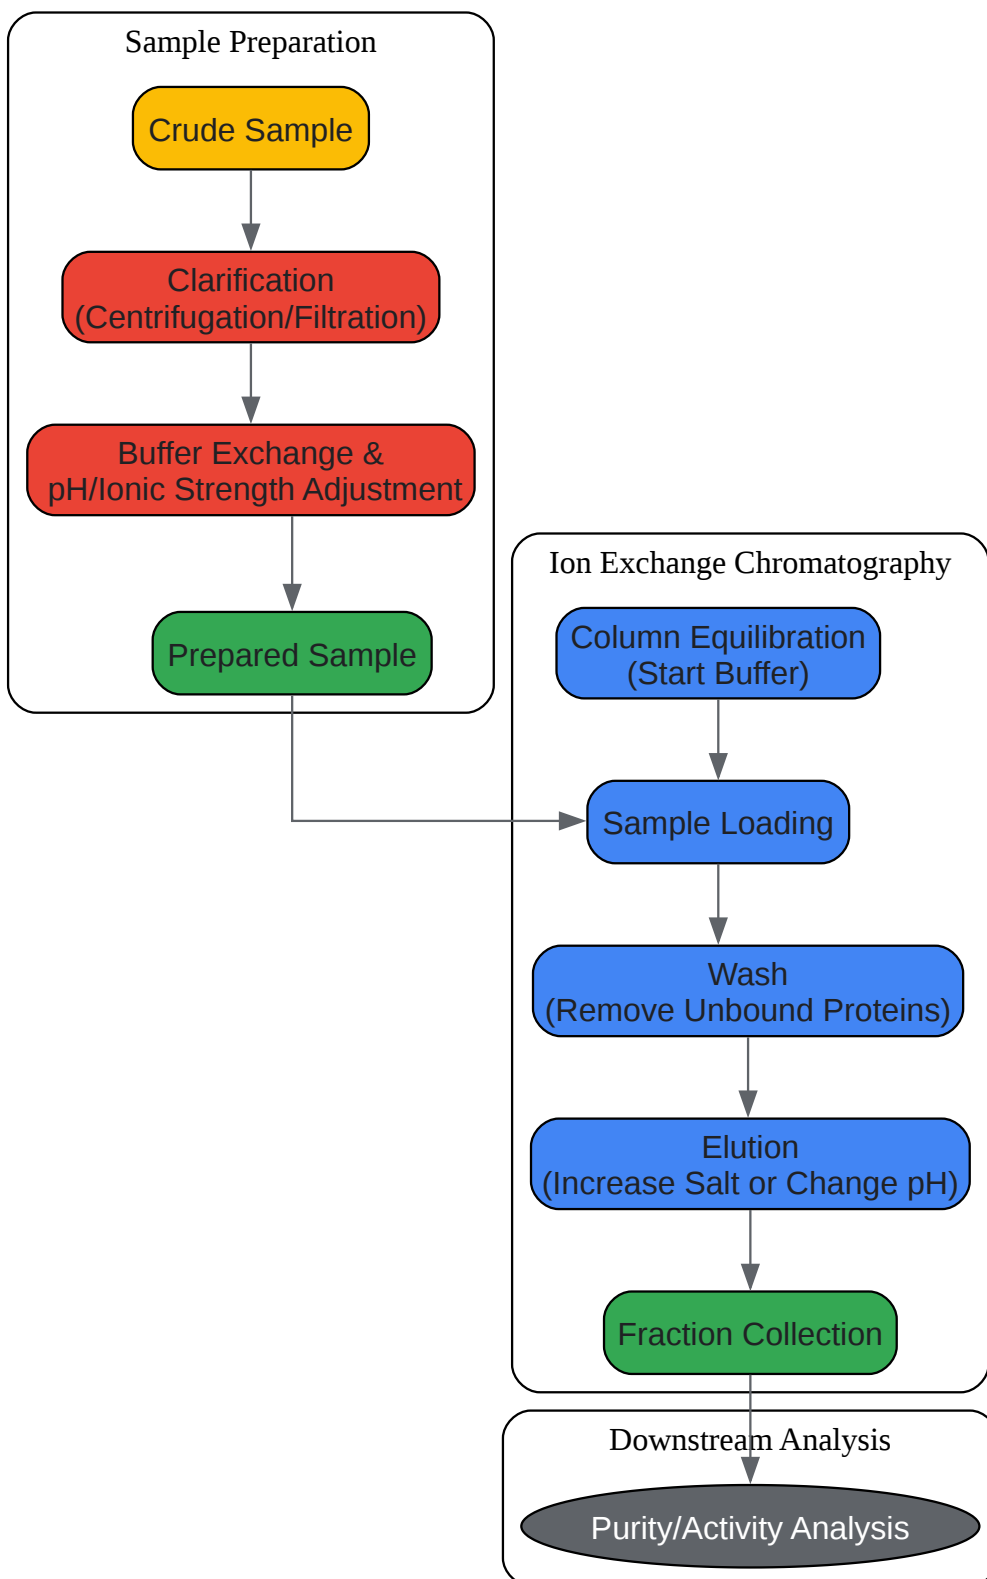 Sample Preparation
Crude Sample
Clarification
(Centrifugation/Filtration)
Buffer Exchange &
pH/Ionic Strength Adjustment
Prepared Sample
Ion Exchange Chromatography
Column Equilibration
(Start Buffer)
Sample Loading
Wash
(Remove Unbound Proteins)
Elution
(Increase Salt or Change pH)
Fraction Collection
Downstream Analysis
Purity/Activity Analysis